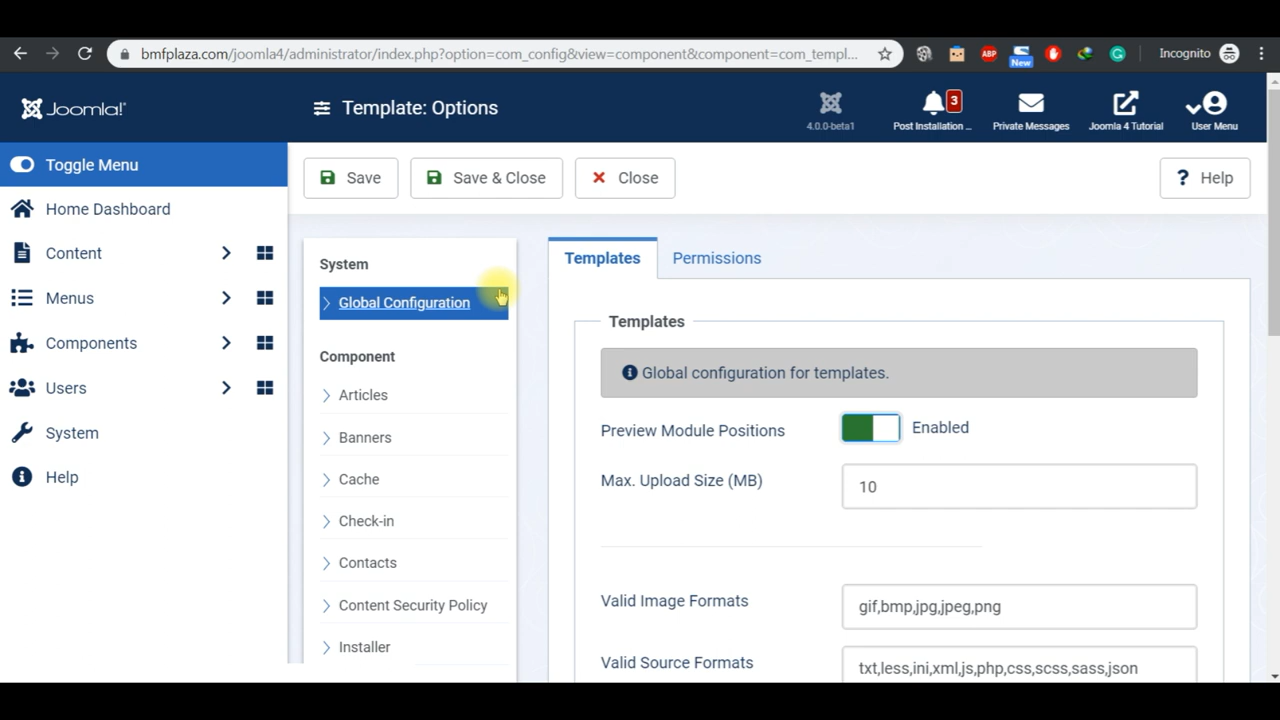 bmfplaza.com/joomla4/administrator/index.php?option=com_config&view=component&component=com_templ...
ABP
New
Incognito
Joomla!
Template: Options
4.0.0-beta1
3
Post Installation ...
Private Messages
Joomla 4 Tutorial
User Menu
Toggle Menu
Home Dashboard
Content
Menus
Components
Users
System
Help
Save
Save & Close
Close
? Help
System
Global Configuration
Component
Articles
Banners
Cache
Check-in
Contacts
Content Security Policy
Installer
Templates
Permissions
Templates
Global configuration for templates.
Preview Module Positions
Enabled
Max. Upload Size (MB)
10
Valid Image Formats
gif,bmp,jpg,jpeg,png
Valid Source Formats
txt,less,ini,xml,js,php,css,scss,sass,json